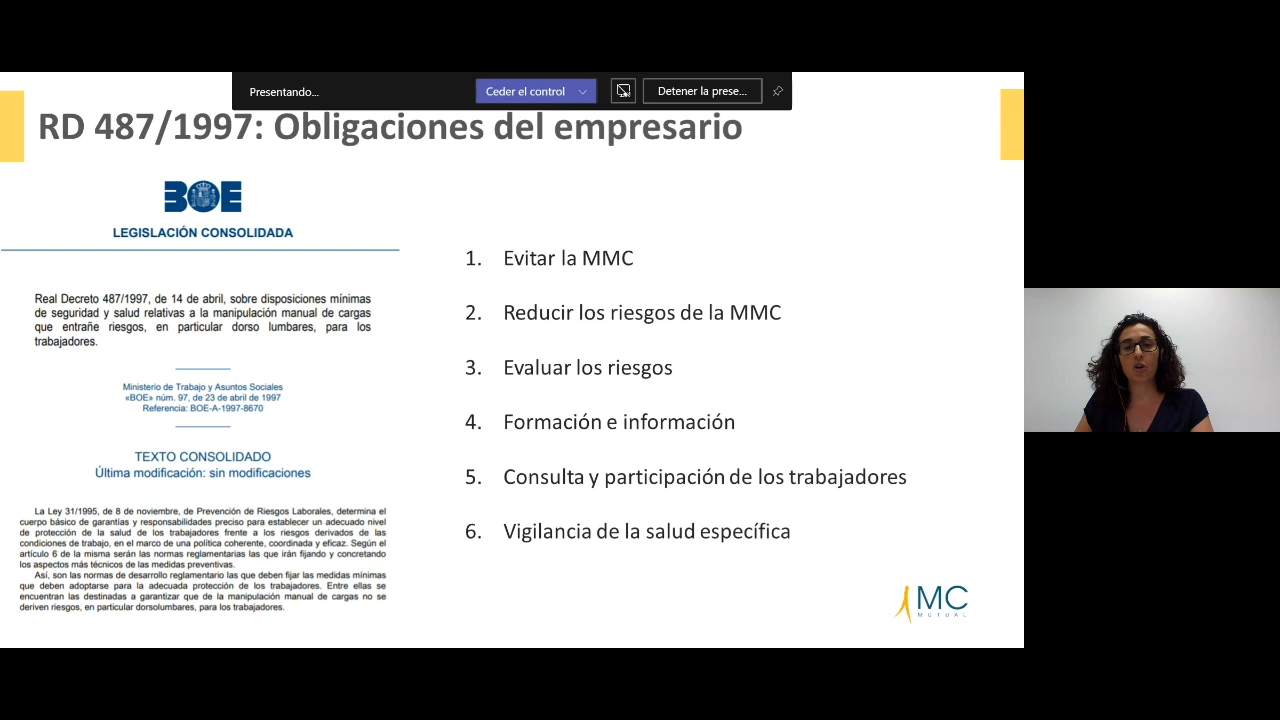 Presentando...
Ceder el control
Detener la prese...
RD 487/1997: Obligaciones del empresario
BOE
LEGISLACIÓN CONSOLIDADA
Real Decreto 487/1997, de 14 de abril, sobre disposiciones mínimas
de seguridad y salud relativas a la manipulación manual de cargas
que entrañe riesgos, en particular dorso lumbares, para los
trabajadores.
Ministerio de Trabajo y Asuntos Sociales
«BOE» núm. 97, de 23 de abril de 1997
Referencia: BOE-A-1997-8670
TEXTO CONSOLIDADO
Última modificación: sin modificaciones
La Ley 31/1995, de 8 de noviembre, de Prevención de Riesgos Laborales, determina el
cuerpo básico de garantías y responsabilidades preciso para establecer un adecuado nivel
de protección de la salud de los trabajadores frente a los riesgos derivados de las
condiciones de trabajo, en el marco de una política coherente, coordinada y eficaz. Según el
artículo 6 de la misma serán las normas reglamentarias las que irán fijando y concretando
los aspectos más técnicos de las medidas preventivas.
Así, son las normas de desarrollo reglamentario las que deben fijar las medidas mínimas
que deben adoptarse para la adecuada protección de los trabajadores. Entre ellas se
encuentran las destinadas a garantizar que de la manipulación manual de cargas no se
deriven riesgos, en particular dorsolumbares, para los trabajadores.
1. Evitar la MMC
2. Reducir los riesgos de la MMC
3. Evaluar los riesgos
4. Formación e información
5. Consulta y participación de los trabajadores
6. Vigilancia de la salud específica
MC
MUTUAL